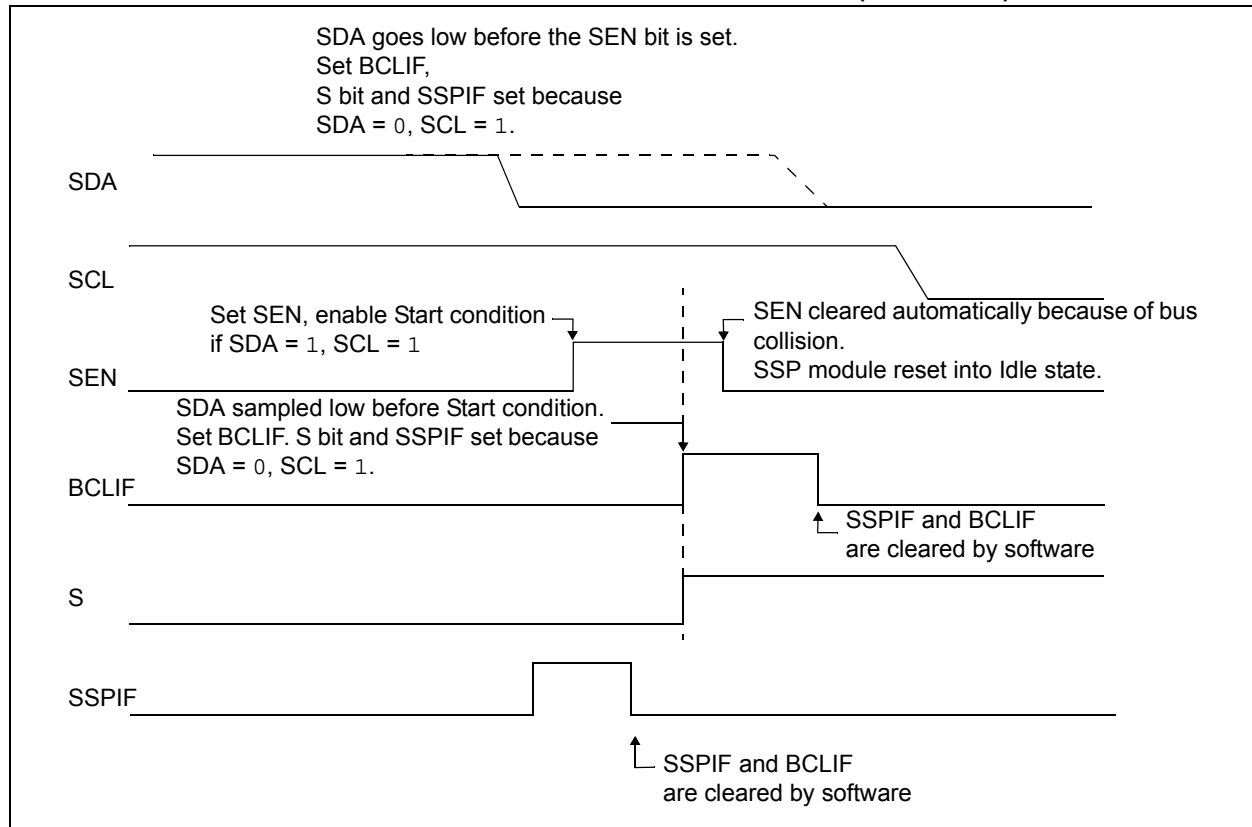 SDA goes low before the SEN bit is set.
Set BCLIF,
S bit and SSPIF set because
SDA = 0, SCL = 1.
SDA
SCL
Set SEN, enable Start condition
if SDA = 1, SCL = 1
SEN cleared automatically because of bus
collision.
SSP module reset into Idle state.
SEN
SDA sampled low before Start condition.
Set BCLIF. S bit and SSPIF set because
SDA = 0, SCL = 1.
BCLIF
SSPIF and BCLIF
are cleared by software
S
SSPIF
SSPIF and BCLIF
are cleared by software